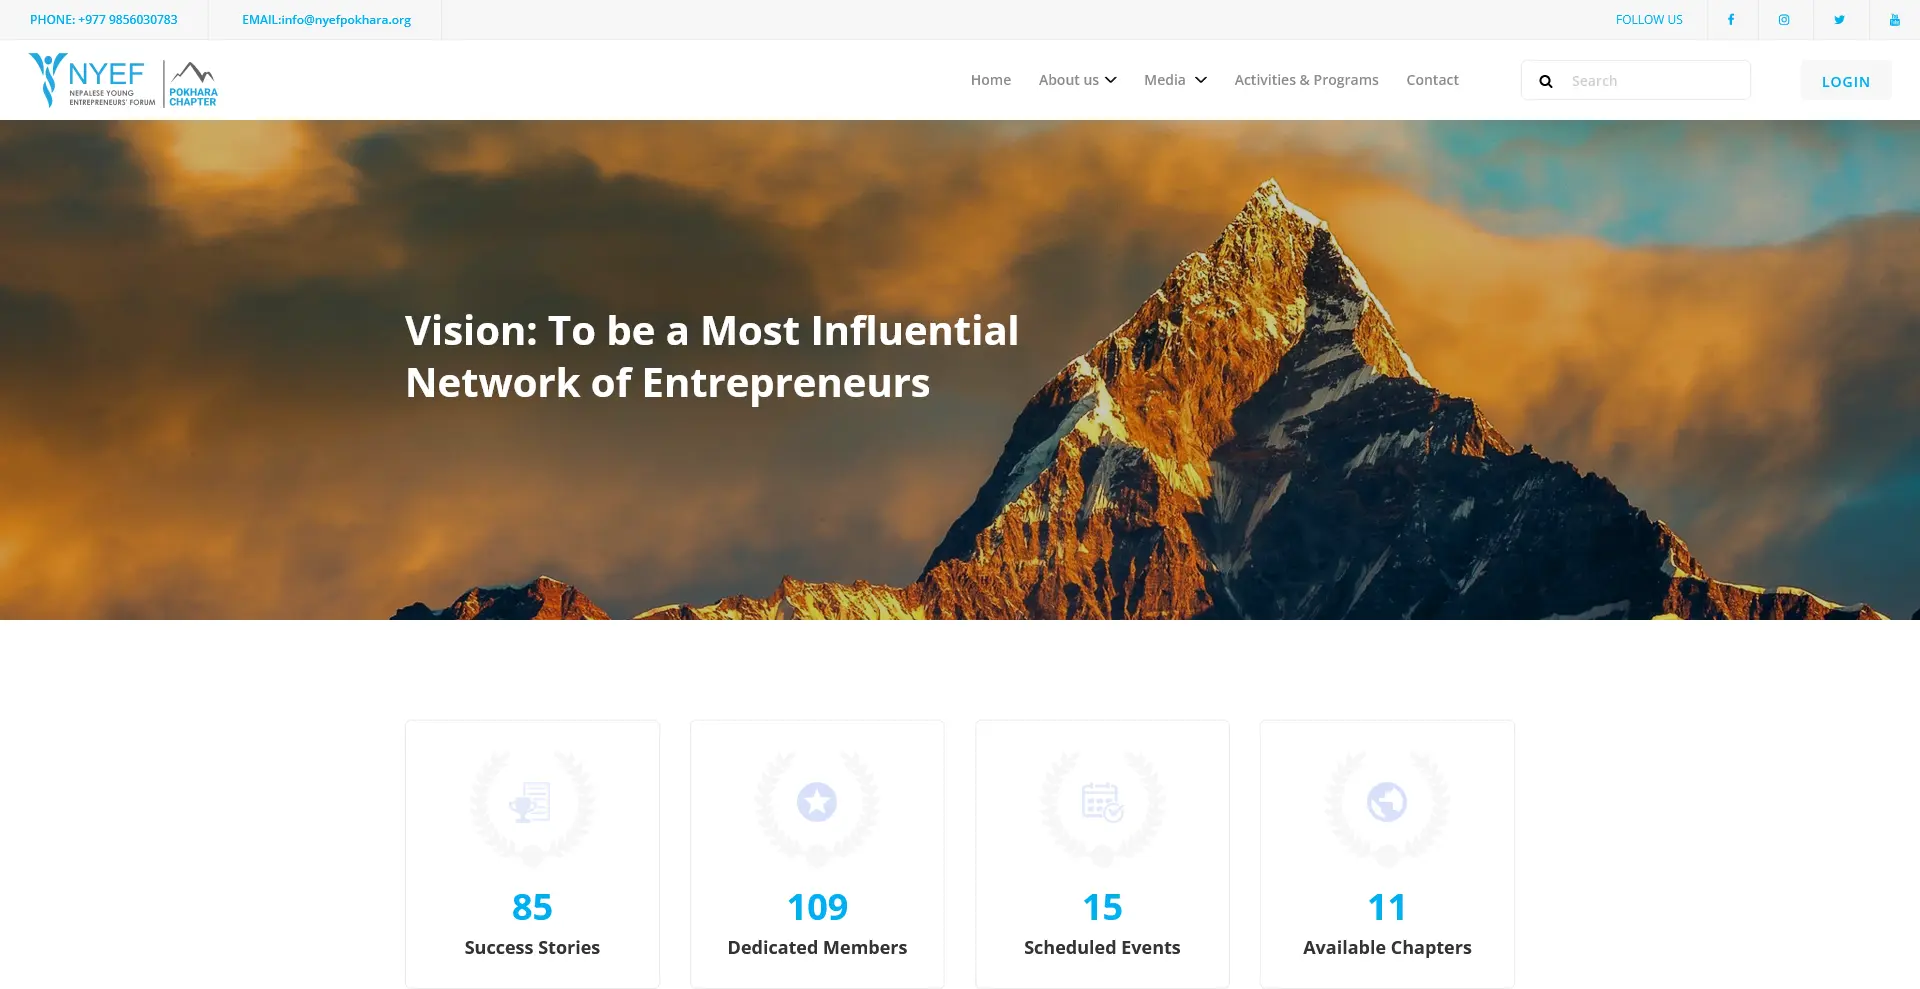 PHONE: +977 9856030783
EMAIL:info@nyefpokhara.org
FOLLOW US
NYEF
NEPALESE YOUNG
ENTREPRENEURS' FORUM
POKHARA
CHAPTER
Home
About us
Media
Activities & Programs
Contact
Search
LOGIN
Vision: To be a Most Influential
Network of Entrepreneurs
85
Success Stories
109
Dedicated Members
15
Scheduled Events
11
Available Chapters